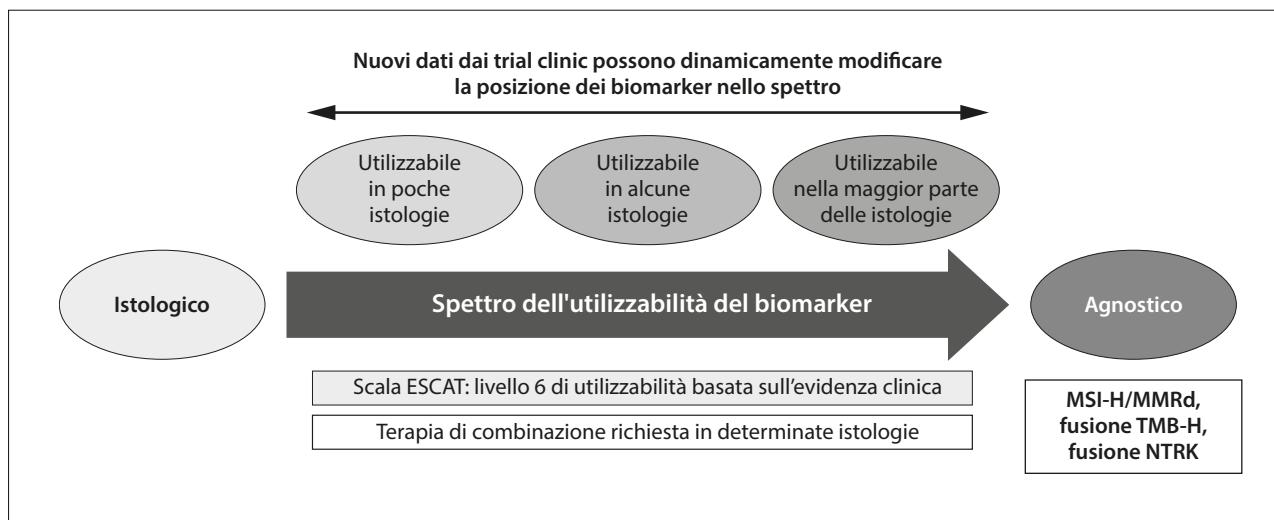 Nuovi dati dai trial clinic possono dinamicamente modificare
la posizione dei biomarker nello spettro
Utilizzabile
in poche
istologie
Utilizzabile
in alcune
istologie
Utilizzabile
nella maggior parte
delle istologie
Istologico
Spettro dell'utilizzabilità del biomarker
Agnostico
Scala ESCAT: livello 6 di utilizzabilità basata sull’evidenza clinica
Terapia di combinazione richiesta in determinate istologie
MSI-H/MMRd,
fusione TMB-H,
fusione NTRK